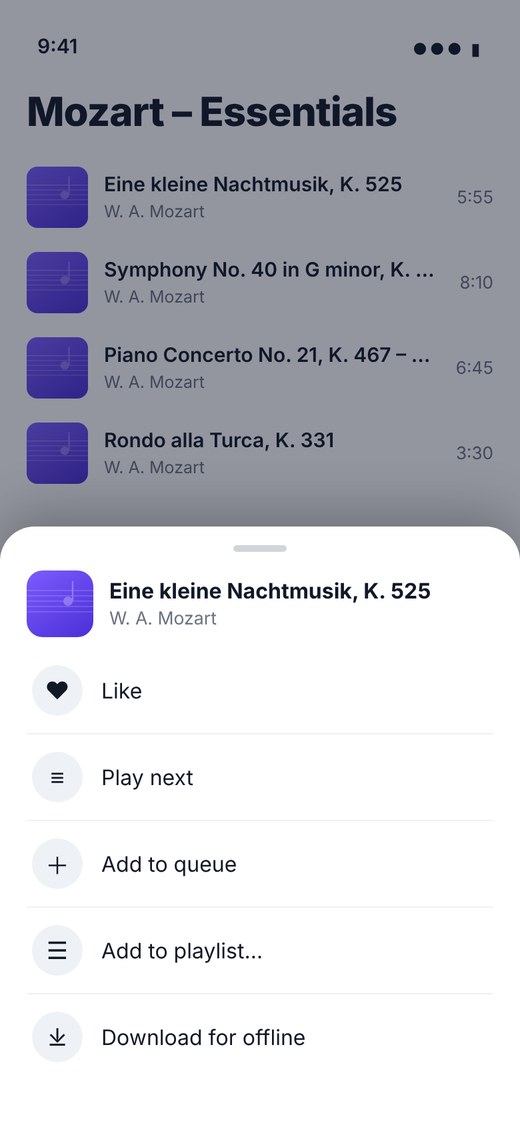 9:41
Mozart – Essentials
Eine kleine Nachtmusik, K. 525
W. A. Mozart
5:55
Symphony No. 40 in G minor, K. …
W. A. Mozart
8:10
Piano Concerto No. 21, K. 467 – …
W. A. Mozart
6:45
Rondo alla Turca, K. 331
W. A. Mozart
3:30
Eine kleine Nachtmusik, K. 525
W. A. Mozart
Like
Play next
Add to queue
Add to playlist…
Download for offline